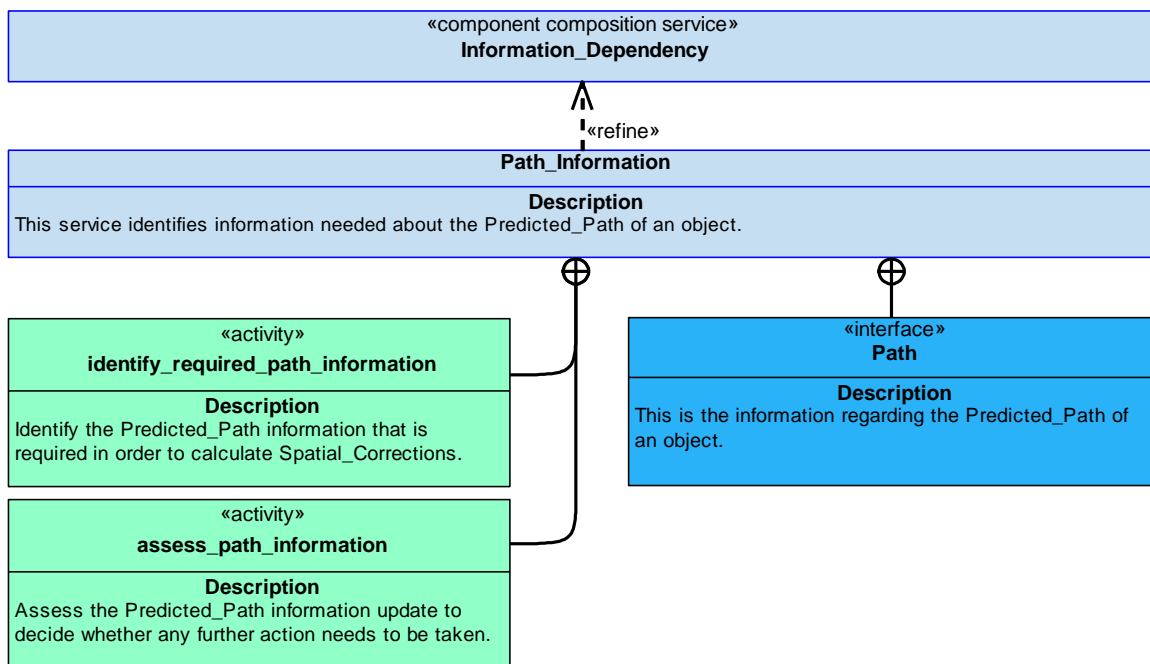 «component composition service»
Information_Dependency
«refine»
Path_Information
Description
This service identifies information needed about the Predicted_Path of an object.
«activity»
identify_required_path_information
Description
Identify the Predicted_Path information that is
required in order to calculate Spatial_Corrections.
«interface»
Path
Description
This is the information regarding the Predicted_Path of
an object.
«activity»
assess_path_information
Description
Assess the Predicted_Path information update to
decide whether any further action needs to be taken.